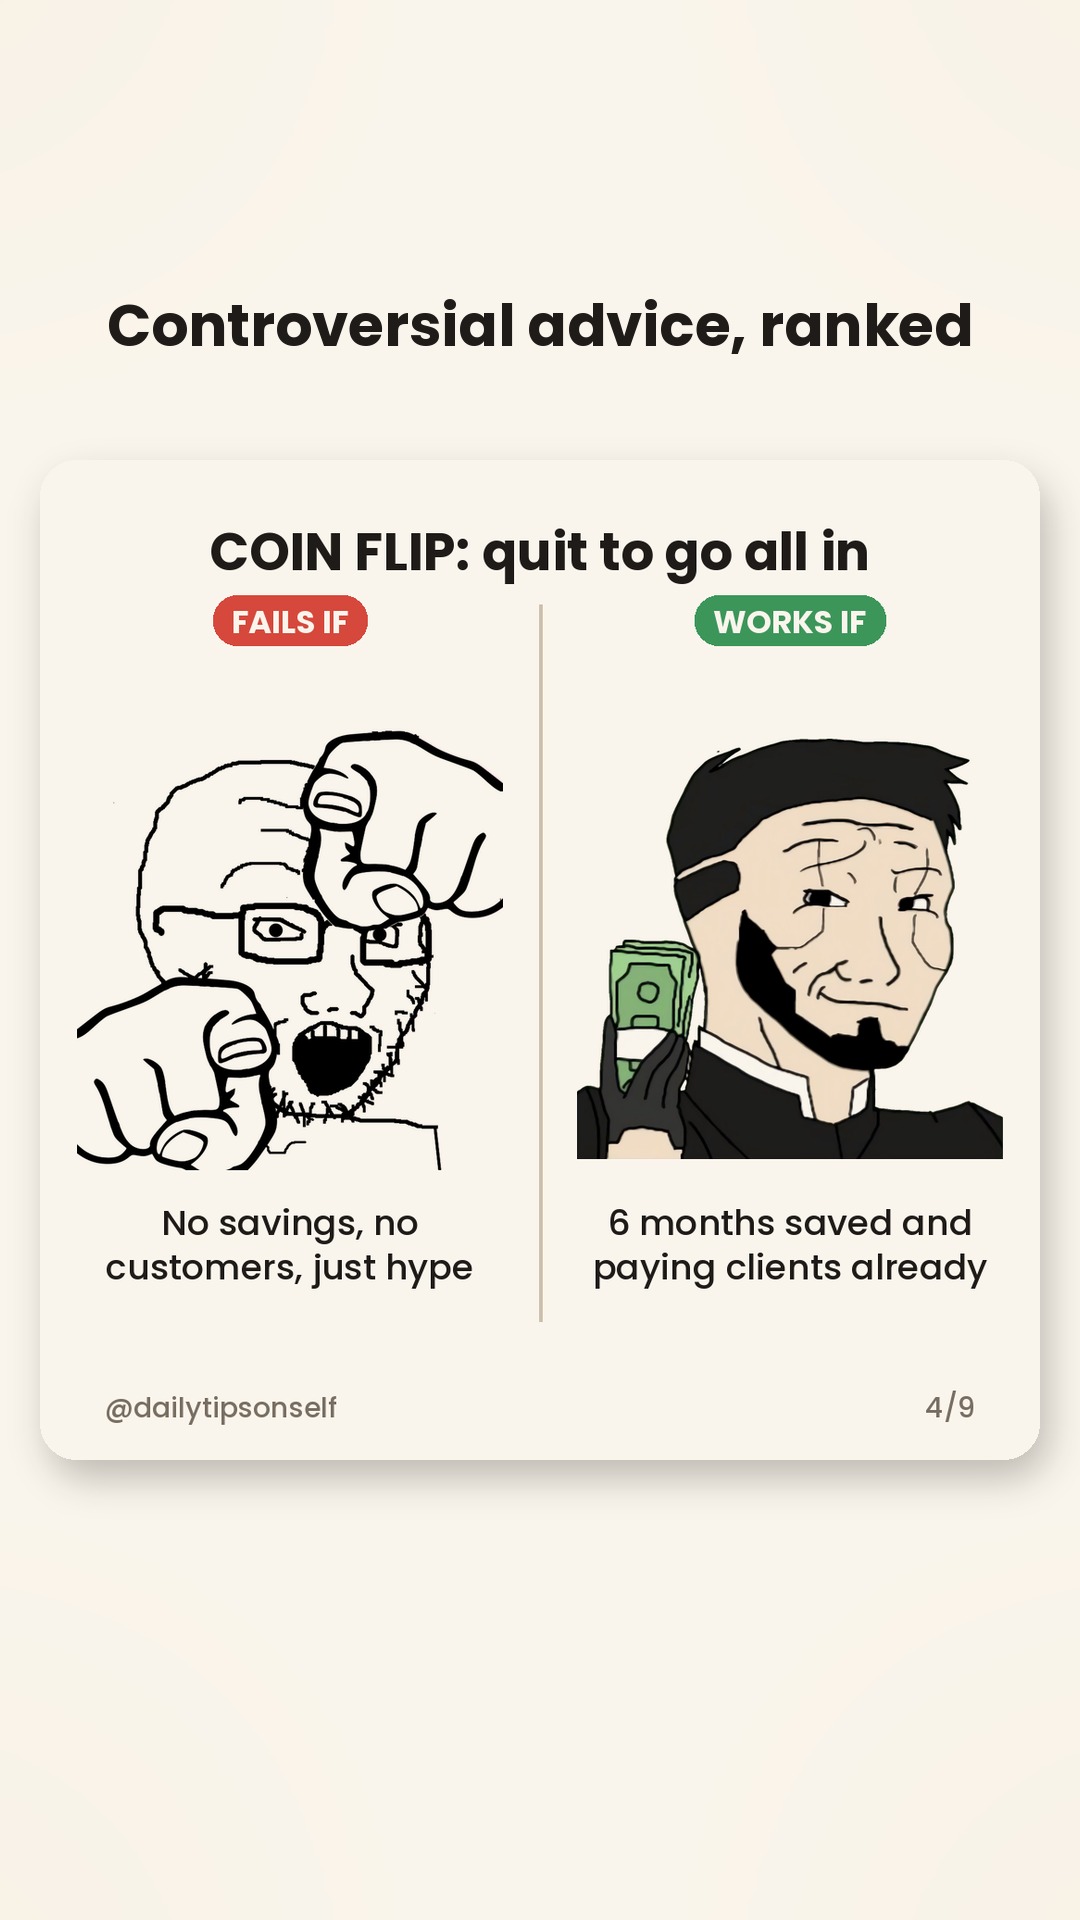 Controversial advice, ranked
COIN FLIP: quit to go all in
FAILS IF
WORKS IF
No savings, no
customers, just hype
6 months saved and
paying clients already
@dailytipsonself
4/9